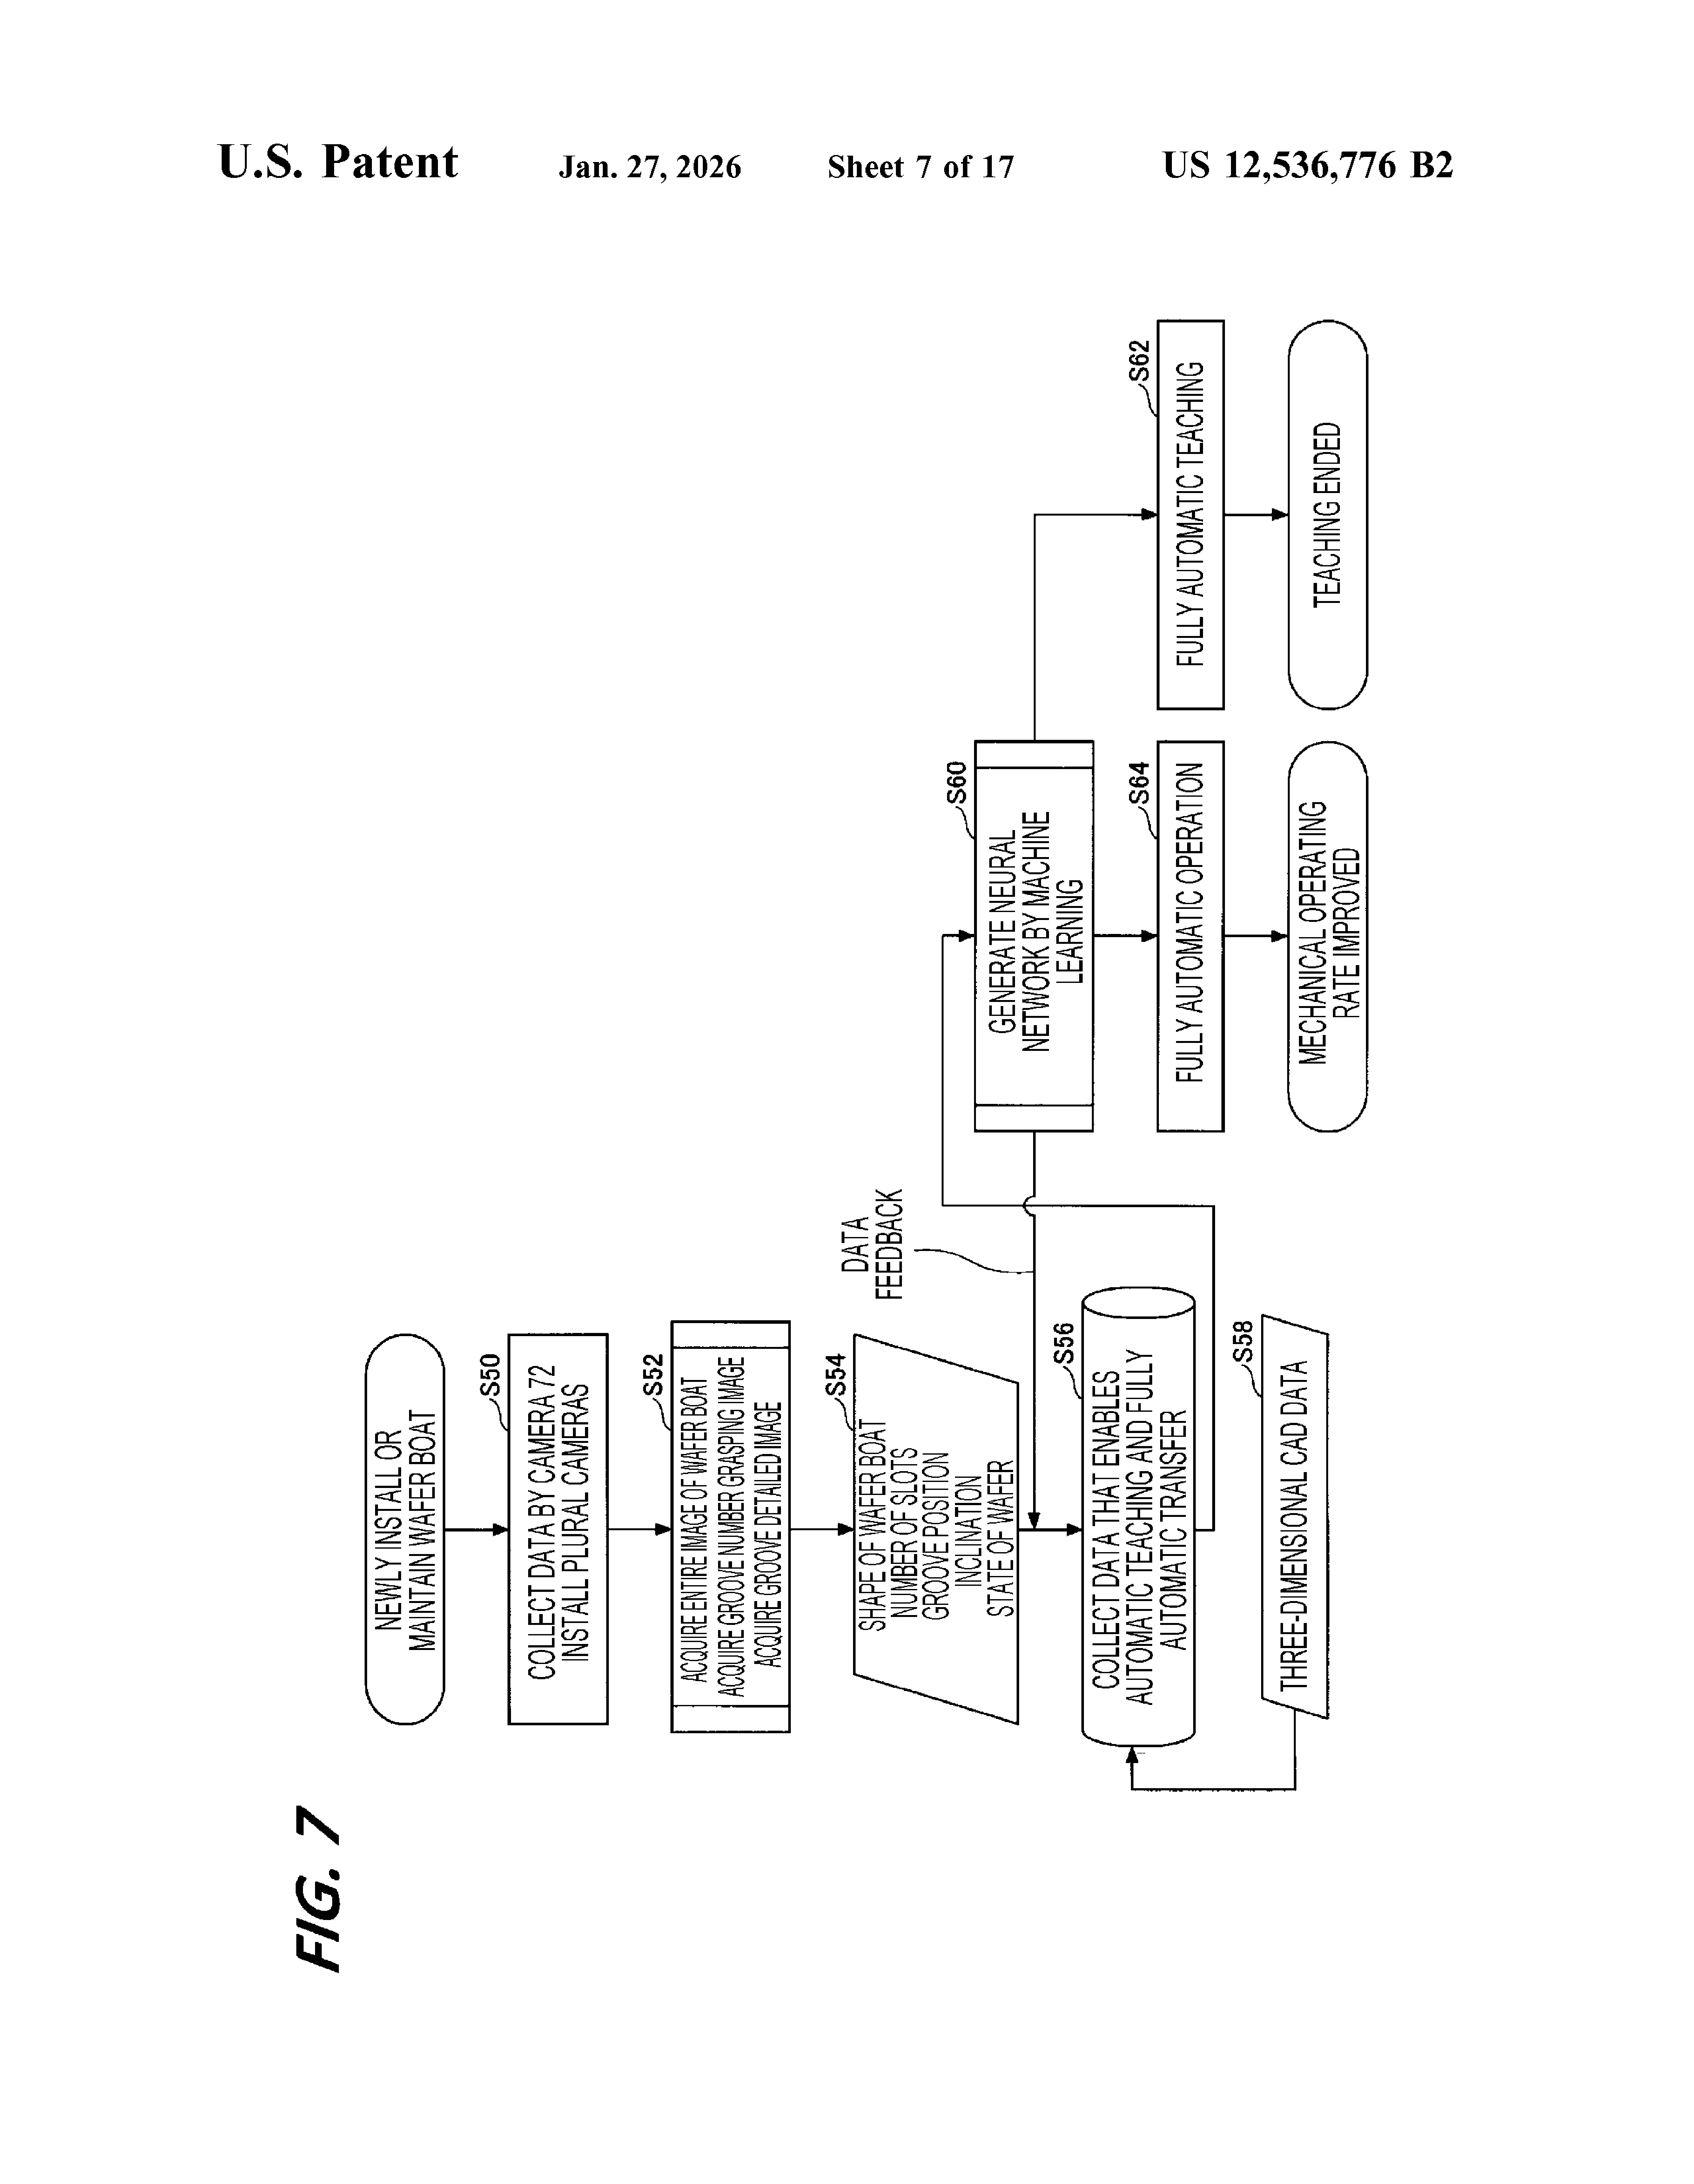 U.S. Patent Jan. 27, 2026 Sheet 7 of 17 US 12,536,776 B2
FIG. 7
NEWLY INSTALL OR
MAINTAIN WAFER BOAT
S50
COLLECT DATA BY CAMERA 72
INSTALL PLURAL CAMERAS
S52
ACQUIRE ENTIRE IMAGE OF WAFER BOAT
ACQUIRE GROOVE NUMBER GRASPING IMAGE
ACQUIRE GROOVE DETAILED IMAGE
S54
SHAPE OF WAFER BOAT
NUMBER OF SLOTS
GROOVE POSITION
INCLINATION
STATE OF WAFER
DATA
FEEDBACK
S56
COLLECT DATA THAT ENABLES
AUTOMATIC TEACHING AND FULLY
AUTOMATIC TRANSFER
S58
THREE-DIMENSIONAL CAD DATA
S60
GENERATE NEURAL
NETWORK BY MACHINE
LEARNING
S64
FULLY AUTOMATIC OPERATION
MECHANICAL OPERATING
RATE IMPROVED
S62
FULLY AUTOMATIC TEACHING
TEACHING ENDED